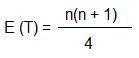 E (T) = n(n + 1)
4